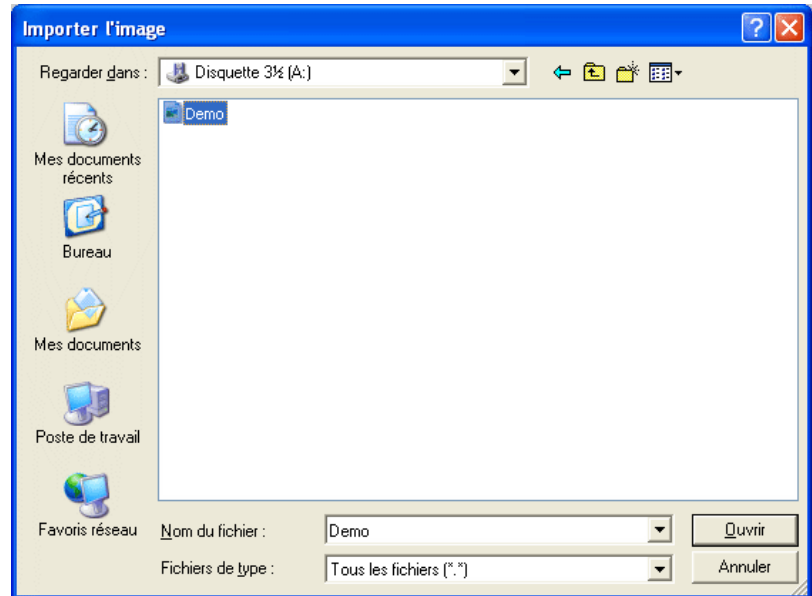 Importer l'image
Regarder dans :
Disquette 3½ (A:)
Demo
Mes documents
récents
Bureau
Mes documents
Poste de travail
Favoris réseau
Nom du fichier :
Demo
Ouvrir
Fichiers de type :
Tous les fichiers (*.*)
Annuler